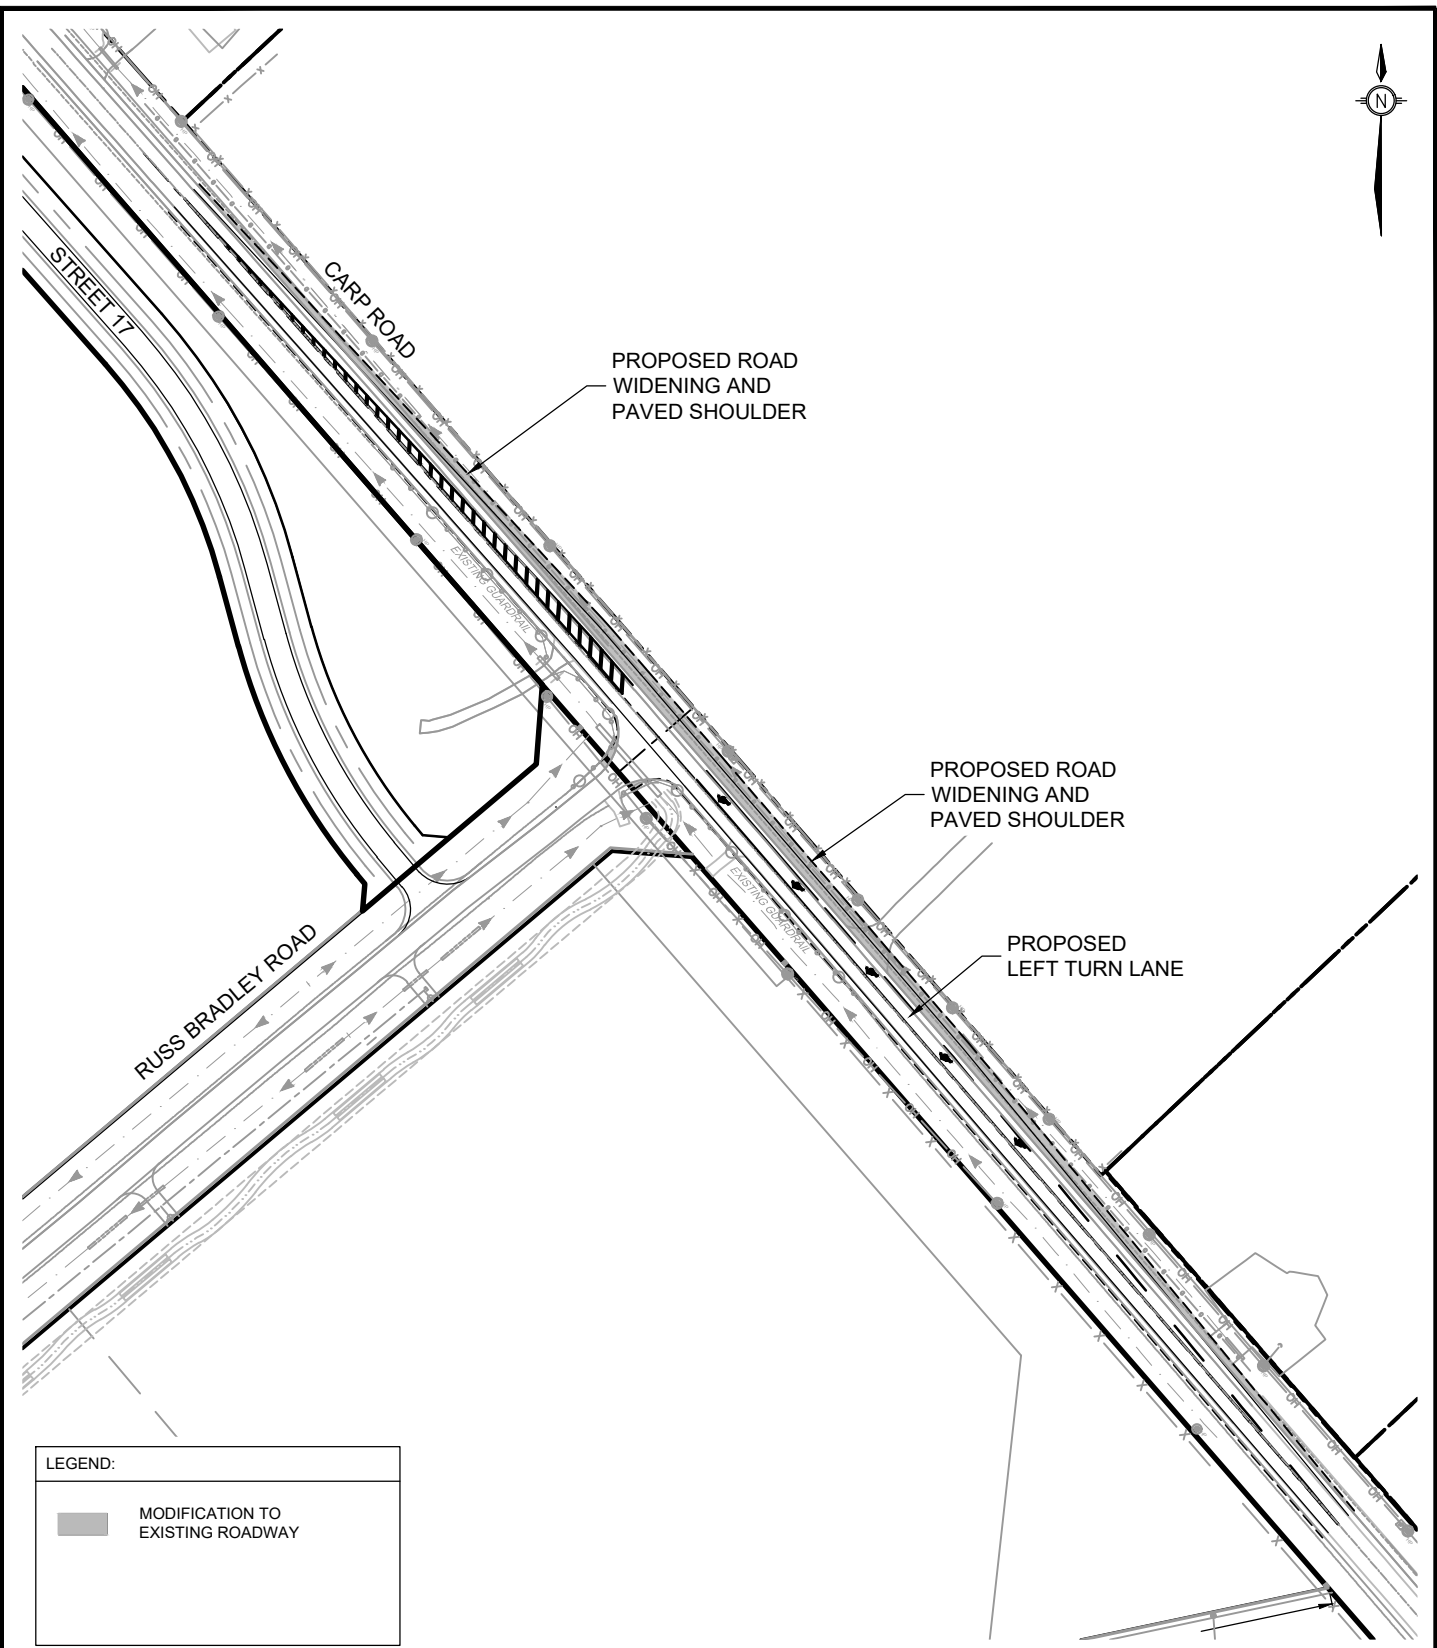 N
STREET 17
CARP ROAD
PROPOSED ROAD
WIDENING AND
PAVED SHOULDER
EXISTING GUARDRAIL
PROPOSED ROAD
WIDENING AND
PAVED SHOULDER
EXISTING GUARDRAIL
PROPOSED
LEFT TURN LANE
RUSS BRADLEY ROAD
LEGEND:
MODIFICATION TO
EXISTING ROADWAY